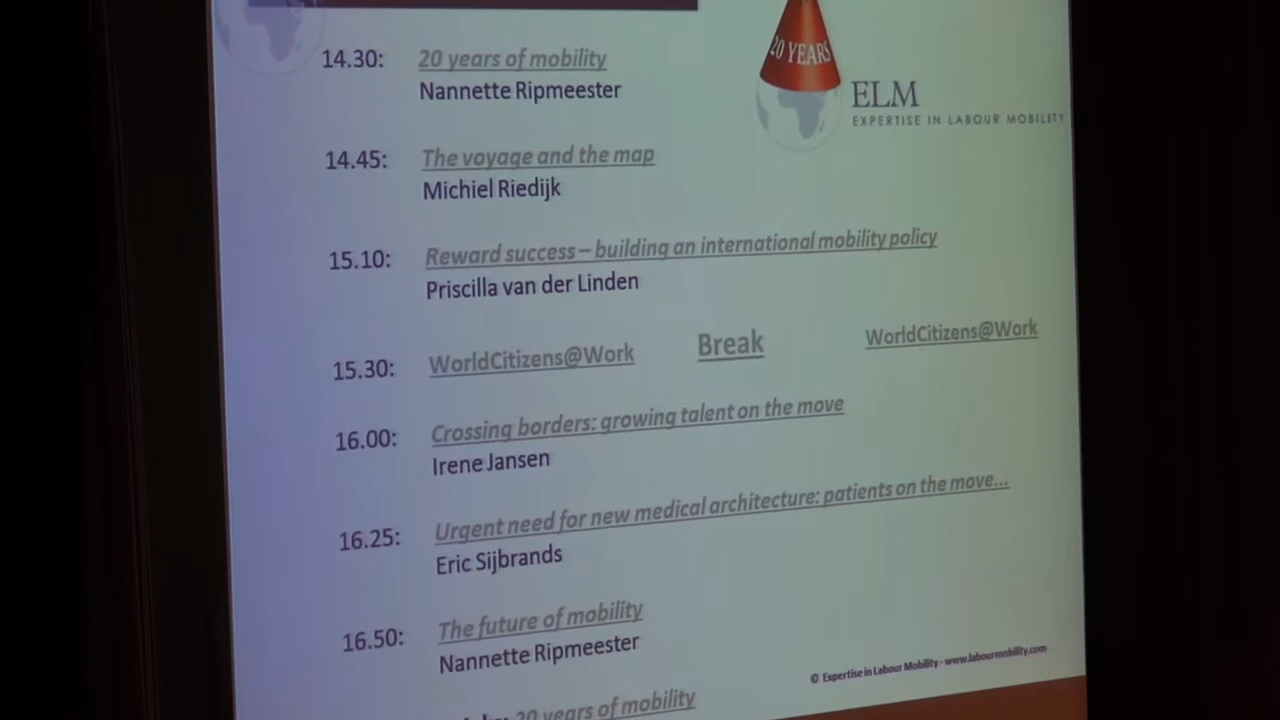 20 YEARS
ELM
EXPERTISE IN LABOUR MOBILITY
14.30: 20 years of mobility
Nannette Ripmeester
14.45: The voyage and the map
Michiel Riedijk
15.10: Reward success – building an international mobility policy
Priscilla van der Linden
15.30: WorldCitizens@Work Break WorldCitizens@Work
16.00: Crossing borders: growing talent on the move
Irene Jansen
16.25: Urgent need for new medical architecture: patients on the move...
Eric Sijbrands
16.50: The future of mobility
Nannette Ripmeester
© Expertise in Labour Mobility - www.labourmobility.com
20 years of mobility